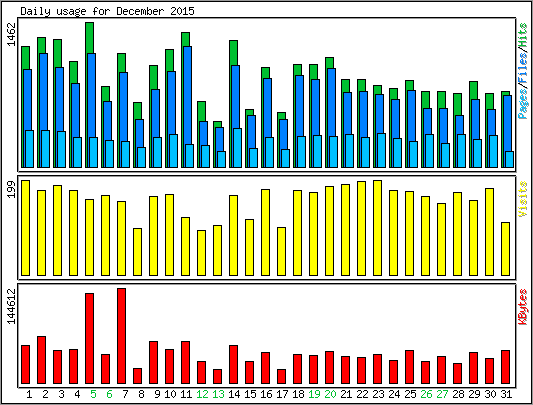 Daily usage for December 2015
1462
Pages/Files/Hits
199
Visits
144612
KBytes
1 2 3 4 5 6 7 8 9 10 11 12 13 14 15 16 17 18 19 20 21 22 23 24 25 26 27 28 29 30 31